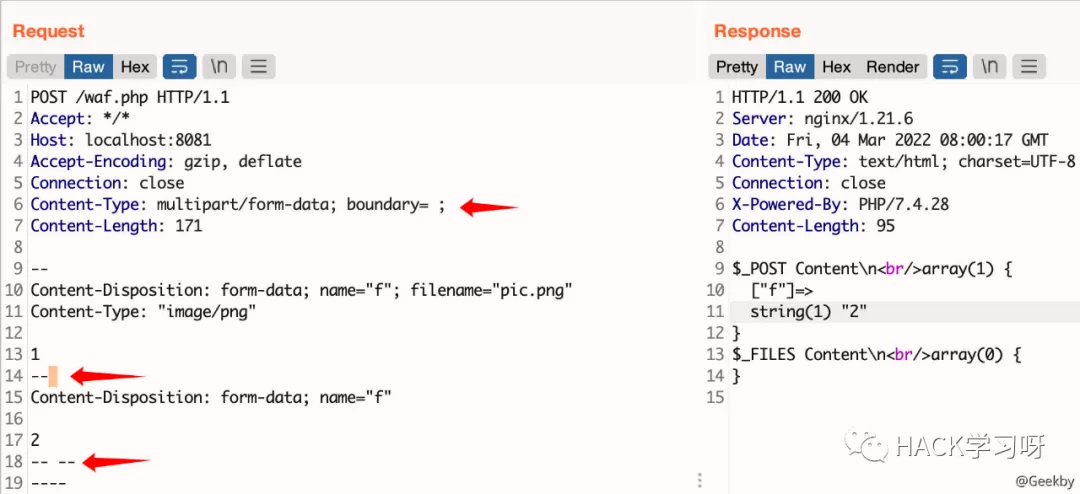 Request
Pretty Raw Hex \n
1 POST /waf.php HTTP/1.1
2 Accept: */*
3 Host: localhost:8081
4 Accept-Encoding: gzip, deflate
5 Connection: close
6 Content-Type: multipart/form-data; boundary= ;
7 Content-Length: 171
8
9 --
10 Content-Disposition: form-data; name="f"; filename="pic.png"
11 Content-Type: "image/png"
12
13 1
14 --
15 Content-Disposition: form-data; name="f"
16
17 2
18 -- --
19 ----
Response
Pretty Raw Hex Render \n
1 HTTP/1.1 200 OK
2 Server: nginx/1.21.6
3 Date: Fri, 04 Mar 2022 08:00:17 GMT
4 Content-Type: text/html; charset=UTF-8
5 Connection: close
6 X-Powered-By: PHP/7.4.28
7 Content-Length: 95
8
9 $_POST Content\n<br/>array(1) {
10 ["f"]=>
11 string(1) "2"
12 }
13 $_FILES Content\n<br/>array(0) {
14 }
15
HACK学习呀
@Geekby